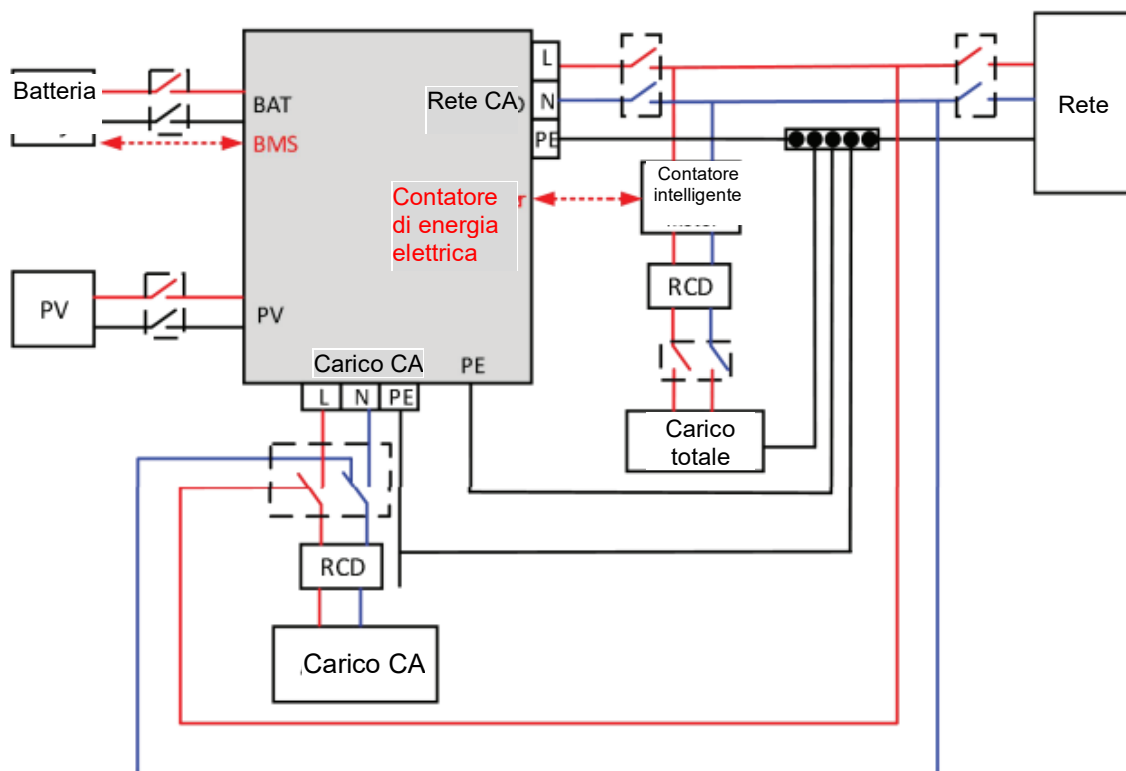 Batteria
BAT
BMS
Rete CA
L
N
PE
Rete
Contatore
di energia
elettrica
Contatore
intelligente
RCD
PV
PV
Carico CA
PE
L
N
PE
Carico
totale
RCD
Carico CA